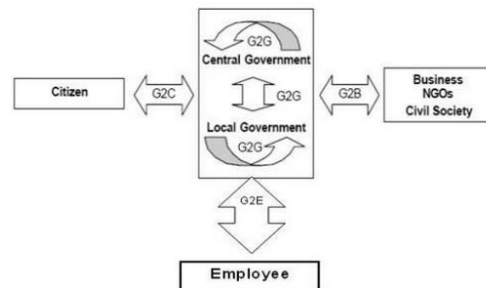 G2G
Central Government
Citizen
G2C
G2G
G2B
Business
NGOs
Civil Society
Local Government
G2G
G2E
Employee